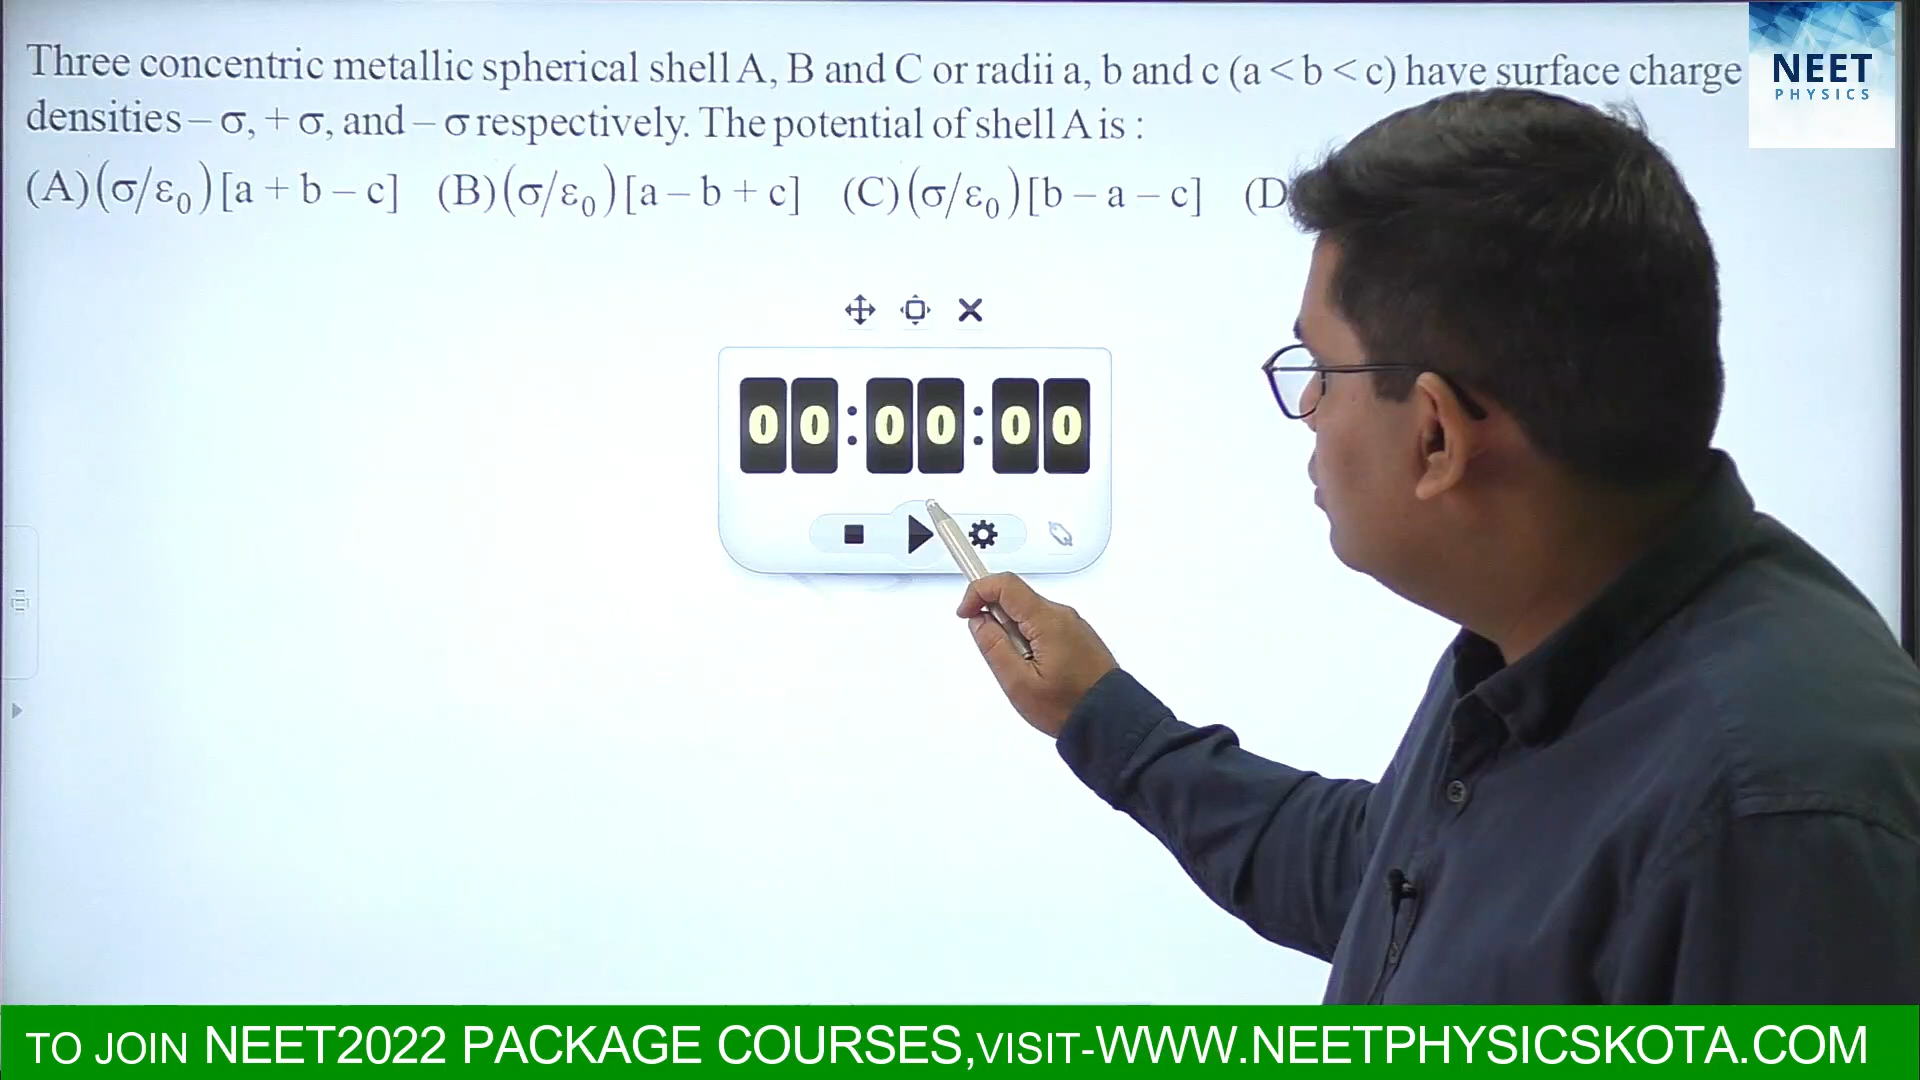 Three concentric metallic spherical shell A, B and C or radii a, b and c (a < b < c) have surface charge
densities – σ, + σ, and – σ respectively. The potential of shell A is :
(A) (σ/ε₀) [a + b – c] (B) (σ/ε₀) [a – b + c] (C) (σ/ε₀) [b – a – c] (D
NEET
PHYSICS
00:00:00
TO JOIN NEET2022 PACKAGE COURSES,VISIT-WWW.NEETPHYSICSKOTA.COM